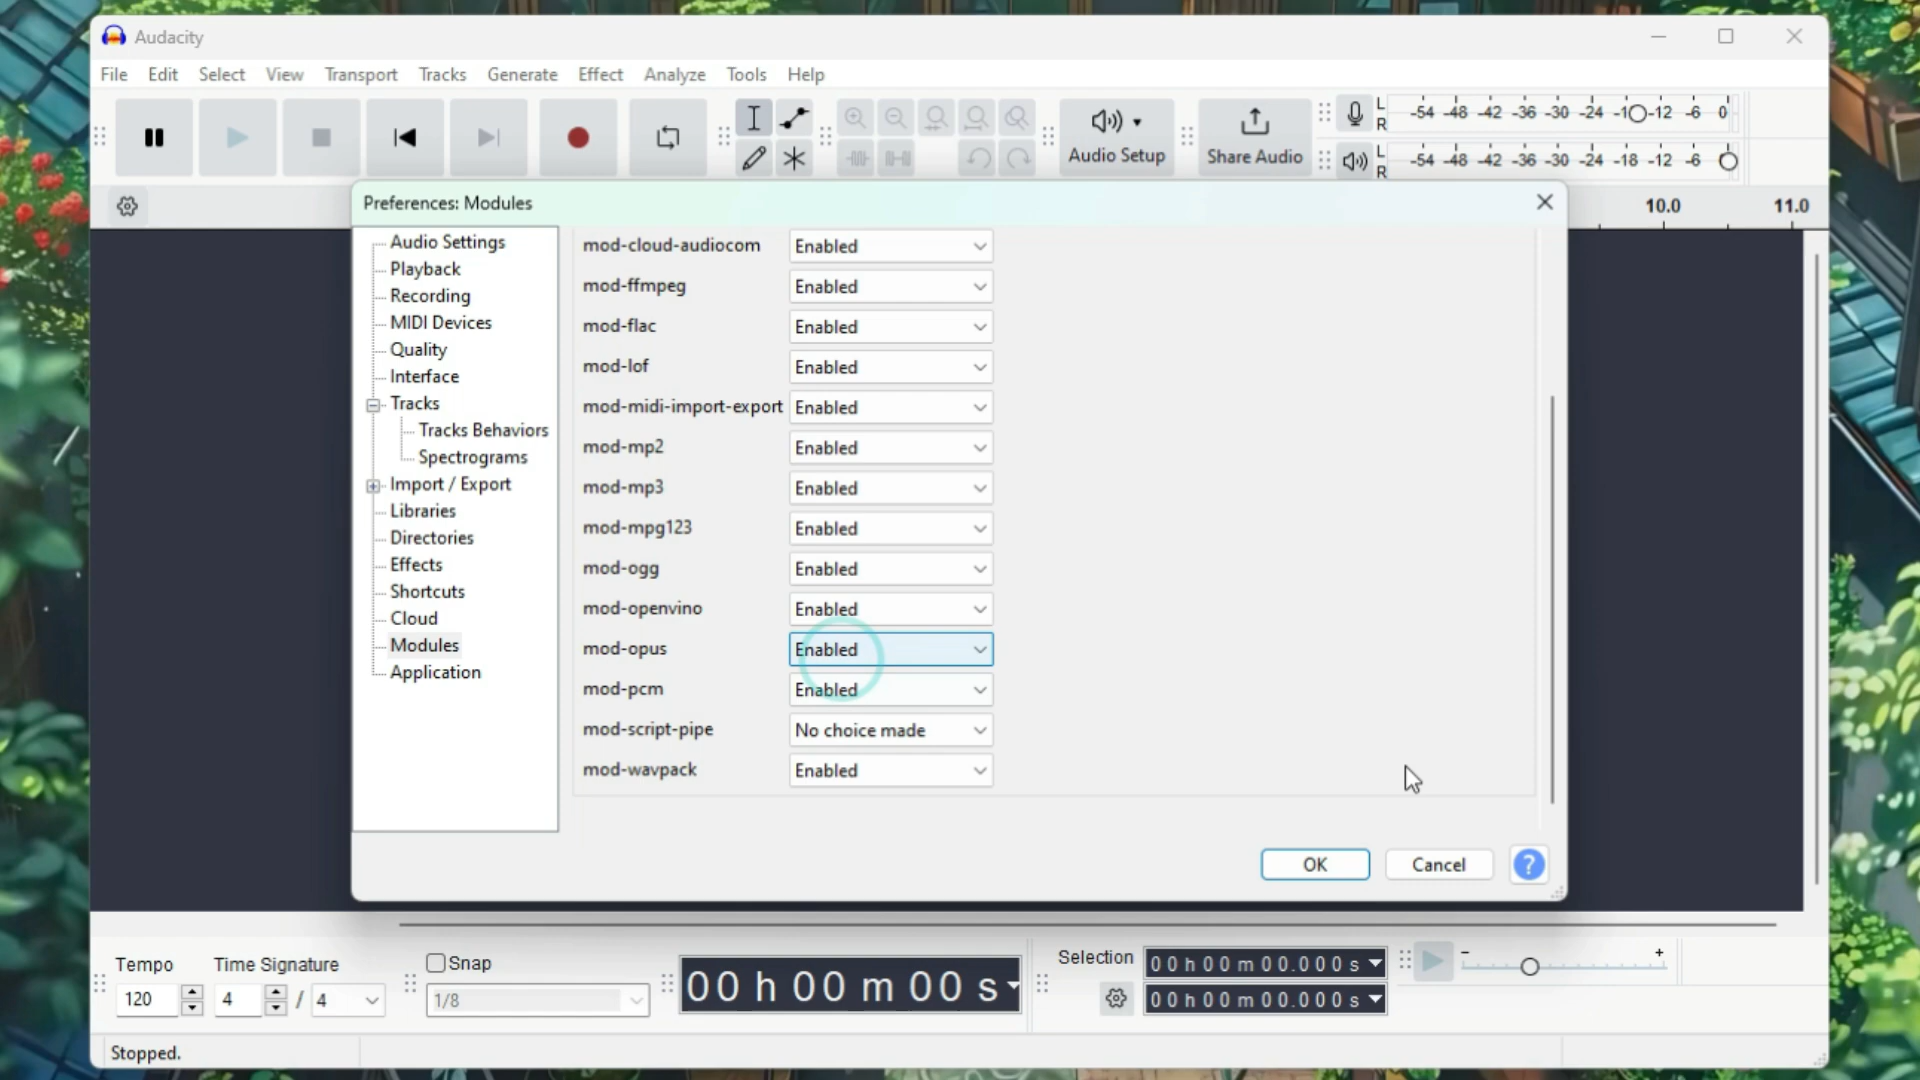 Audacity
File Edit Select View Transport Tracks Generate Effect Analyze Tools Help
Audio Setup
Share Audio
L
R
-54 -48 -42 -36 -30 -24 -1 -12 -6 0
L
R
-54 -48 -42 -36 -30 -24 -18 -12 -6
10.0 11.0
Preferences: Modules
Audio Settings
Playback
Recording
MIDI Devices
Quality
Interface
Tracks
Tracks Behaviors
Spectrograms
Import / Export
Libraries
Directories
Effects
Shortcuts
Cloud
Modules
Application
mod-cloud-audiocom Enabled
mod-ffmpeg Enabled
mod-flac Enabled
mod-lof Enabled
mod-midi-import-export Enabled
mod-mp2 Enabled
mod-mp3 Enabled
mod-mpg123 Enabled
mod-ogg Enabled
mod-openvino Enabled
mod-opus Enabled
mod-pcm Enabled
mod-script-pipe No choice made
mod-wavpack Enabled
OK Cancel ?
Tempo
120
Time Signature
4 / 4
Snap
1/8
00 h 00 m 00 s
Selection
00 h 00 m 00.000 s
00 h 00 m 00.000 s
- +
Stopped.